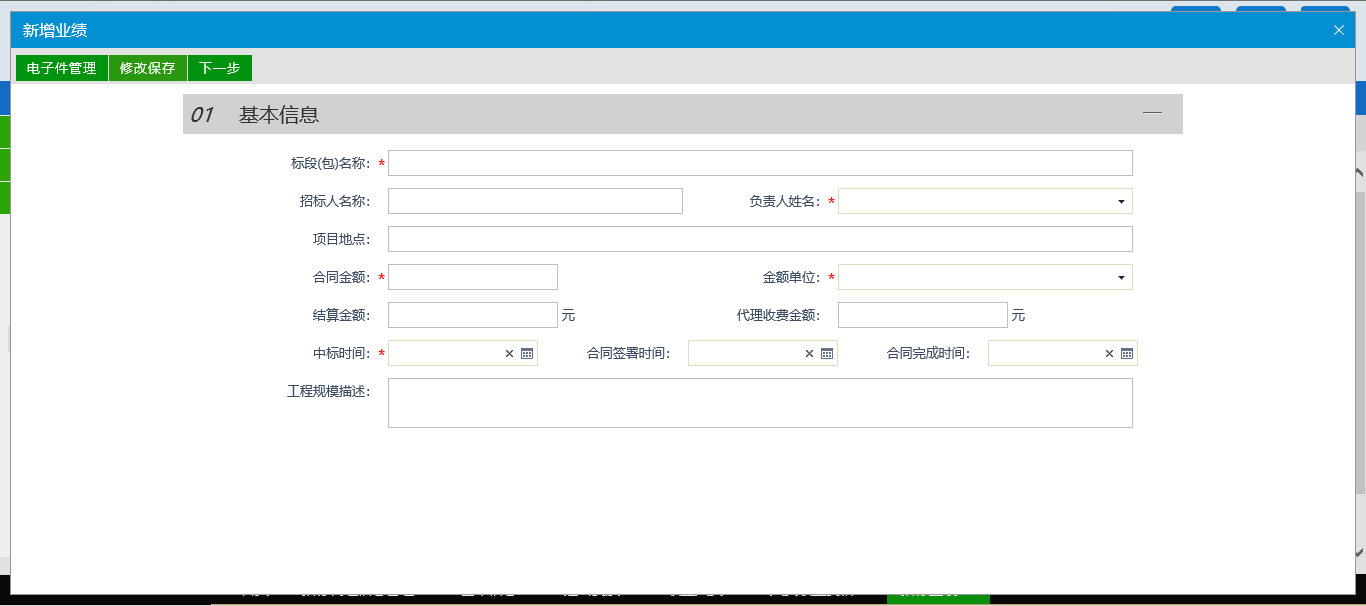 新增业绩
电子件管理 修改保存 下一步
01 基本信息
标段(包)名称： *
招标人名称： 负责人姓名： *
项目地点：
合同金额： * 金额单位： *
结算金额： 元 代理收费金额： 元
中标时间： * 合同签署时间： 合同完成时间：
工程规模描述：